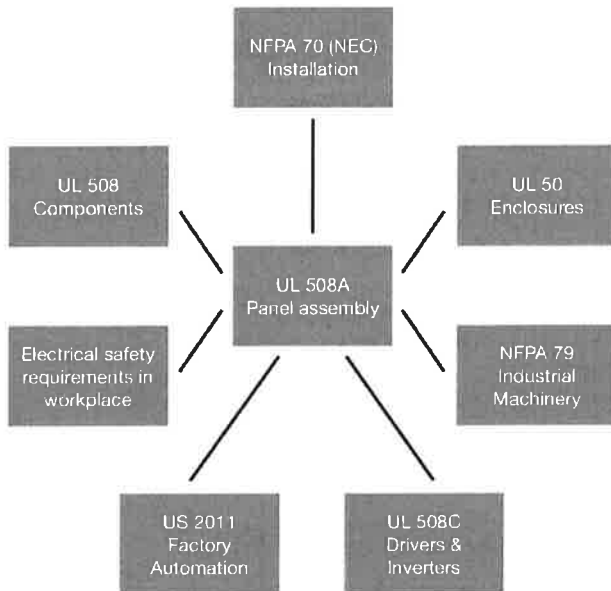 NFPA 70 (NEC)
Installation
UL 508
Components
UL 50
Enclosures
UL 508A
Panel assembly
Electrical safety
requirements in
workplace
NFPA 79
Industrial
Machinery
US 2011
Factory
Automation
UL 508C
Drivers &
Inverters